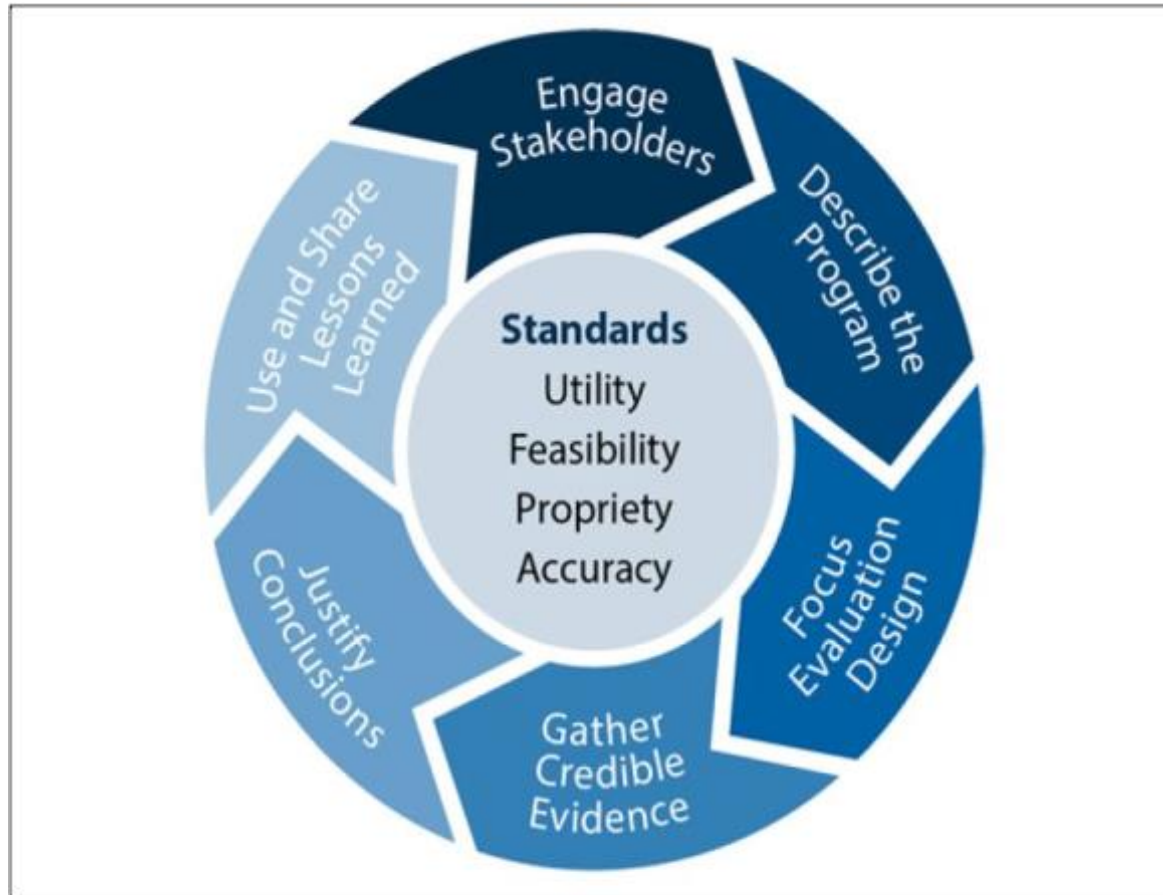 Engage
Stakeholders
Describe the
Program
Focus
Evaluation
Design
Gather
Credible
Evidence
Justify
Conclusions
Use and Share
Lessons
Learned
Standards
Utility
Feasibility
Propriety
Accuracy